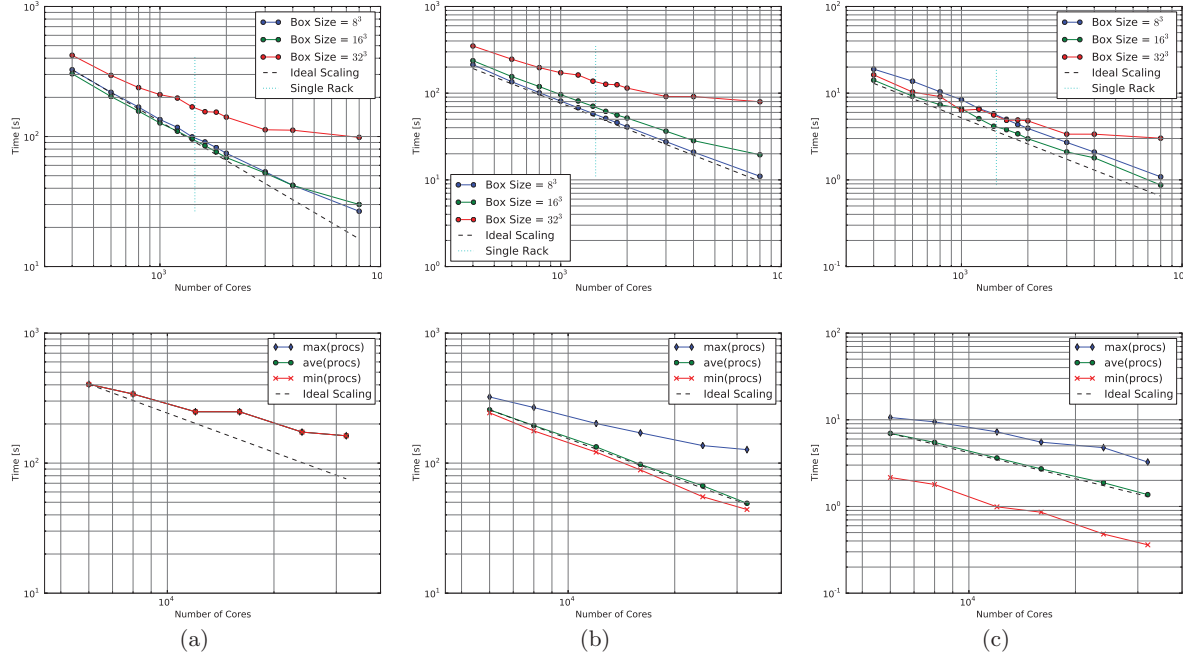 10³
10²
10¹
Time [s]
10³
10
Number of Cores
Box Size = 8³
Box Size = 16³
Box Size = 32³
Ideal Scaling
Single Rack
10³
10²
10¹
10⁰
Time [s]
10³
10
Number of Cores
Box Size = 8³
Box Size = 16³
Box Size = 32³
Ideal Scaling
Single Rack
10²
10¹
10⁰
10⁻¹
Time [s]
10³
10
Number of Cores
Box Size = 8³
Box Size = 16³
Box Size = 32³
Ideal Scaling
Single Rack
10³
10²
10¹
Time [s]
10⁴
Number of Cores
max(procs)
ave(procs)
min(procs)
Ideal Scaling
10³
10²
10¹
Time [s]
10⁴
Number of Cores
max(procs)
ave(procs)
min(procs)
Ideal Scaling
10²
10¹
10⁰
10⁻¹
Time [s]
10⁴
Number of Cores
max(procs)
ave(procs)
min(procs)
Ideal Scaling
(a)
(b)
(c)